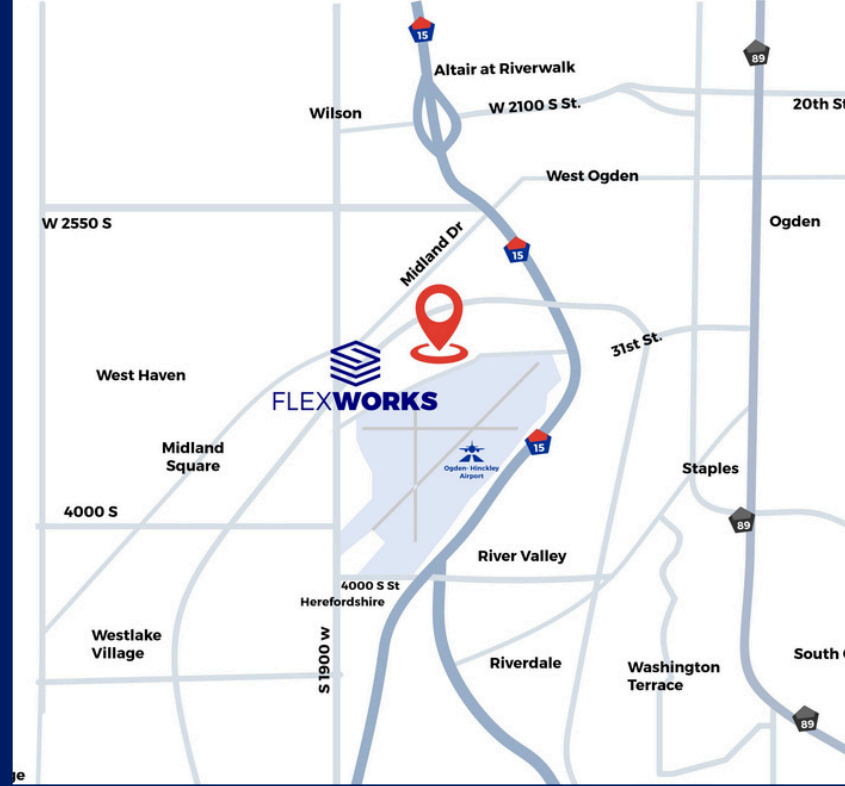 15
89
Altair at Riverwalk
W 2100 S St.
20th St
Wilson
West Ogden
W 2550 S
Ogden
Midland Dr
15
31st St.
West Haven
FLEXWORKS
Midland
Square
15
Ogden- Hinckley
Airport
Staples
4000 S
89
River Valley
4000 S St
Herefordshire
S 1900 w
Westlake
Village
Riverdale
Washington
Terrace
South
89
ge